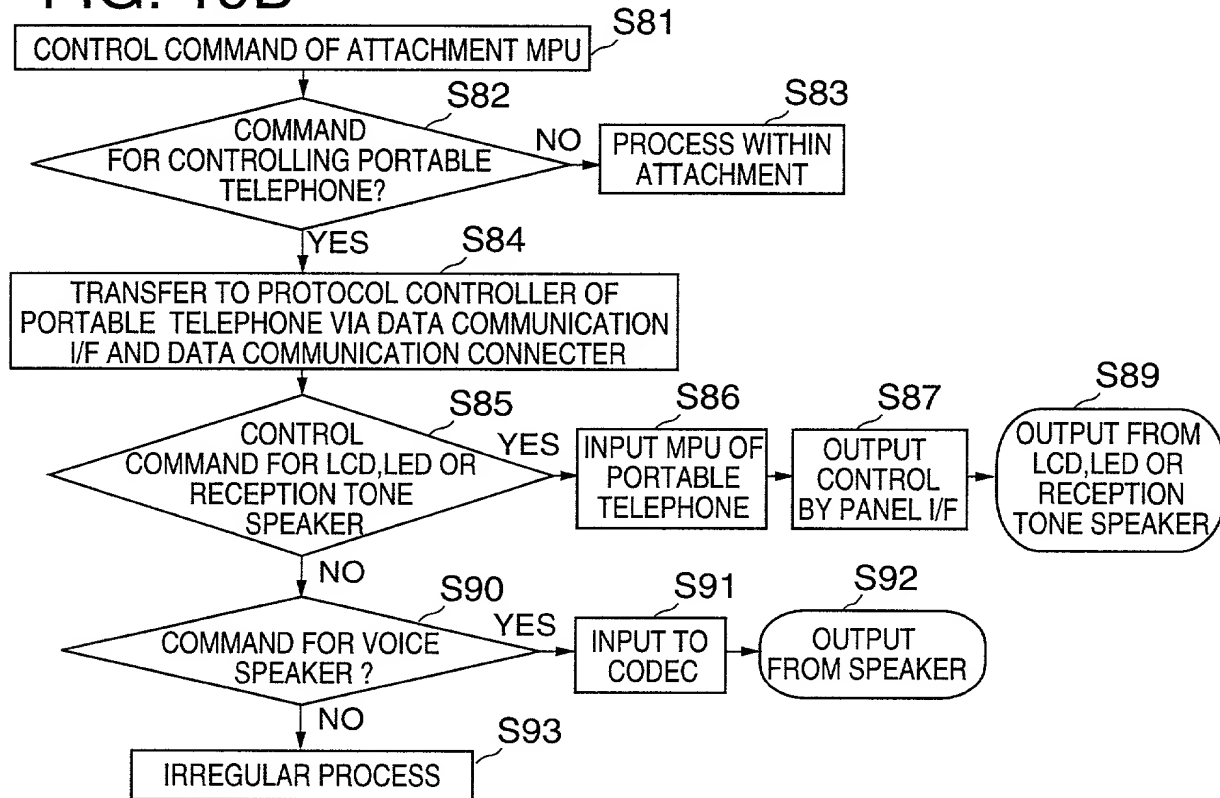 S81
CONTROL COMMAND OF ATTACHMENT MPU
S82
COMMAND
FOR CONTROLLING PORTABLE
TELEPHONE?
NO
S83
PROCESS WITHIN
ATTACHMENT
YES
S84
TRANSFER TO PROTOCOL CONTROLLER OF
PORTABLE TELEPHONE VIA DATA COMMUNICATION
I/F AND DATA COMMUNICATION CONNECTER
S85
CONTROL
COMMAND FOR LCD,LED OR
RECEPTION TONE
SPEAKER
YES
S86
INPUT MPU OF
PORTABLE
TELEPHONE
S87
OUTPUT
CONTROL
BY PANEL I/F
S89
OUTPUT FROM
LCD,LED OR
RECEPTION
TONE SPEAKER
NO
S90
COMMAND FOR VOICE
SPEAKER ?
YES
S91
INPUT TO
CODEC
S92
OUTPUT
FROM SPEAKER
NO
S93
IRREGULAR PROCESS